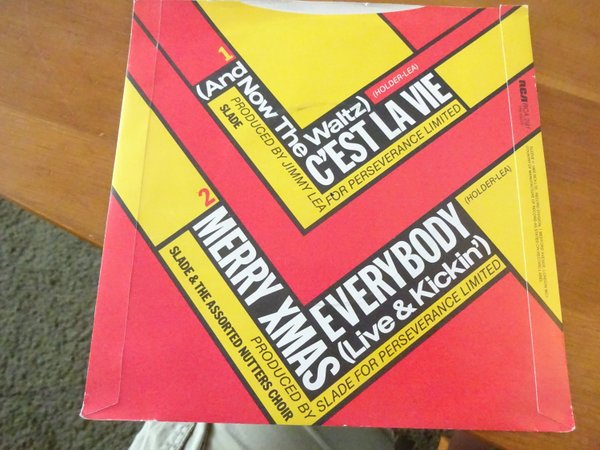 1
(And Now The Waltz)
C'EST LA VIE
(HOLDER-LEA)
SLADE
PRODUCED BY JIMMY LEA
FOR PERSEVERANCE LIMITED
2
MERRY XMAS
EVERYBODY
(Live & Kickin')
(HOLDER-LEA)
SLADE & THE ASSORTED NUTTERS CHOIR
PRODUCED BY
SLADE FOR PERSEVERANCE LIMITED
RCA